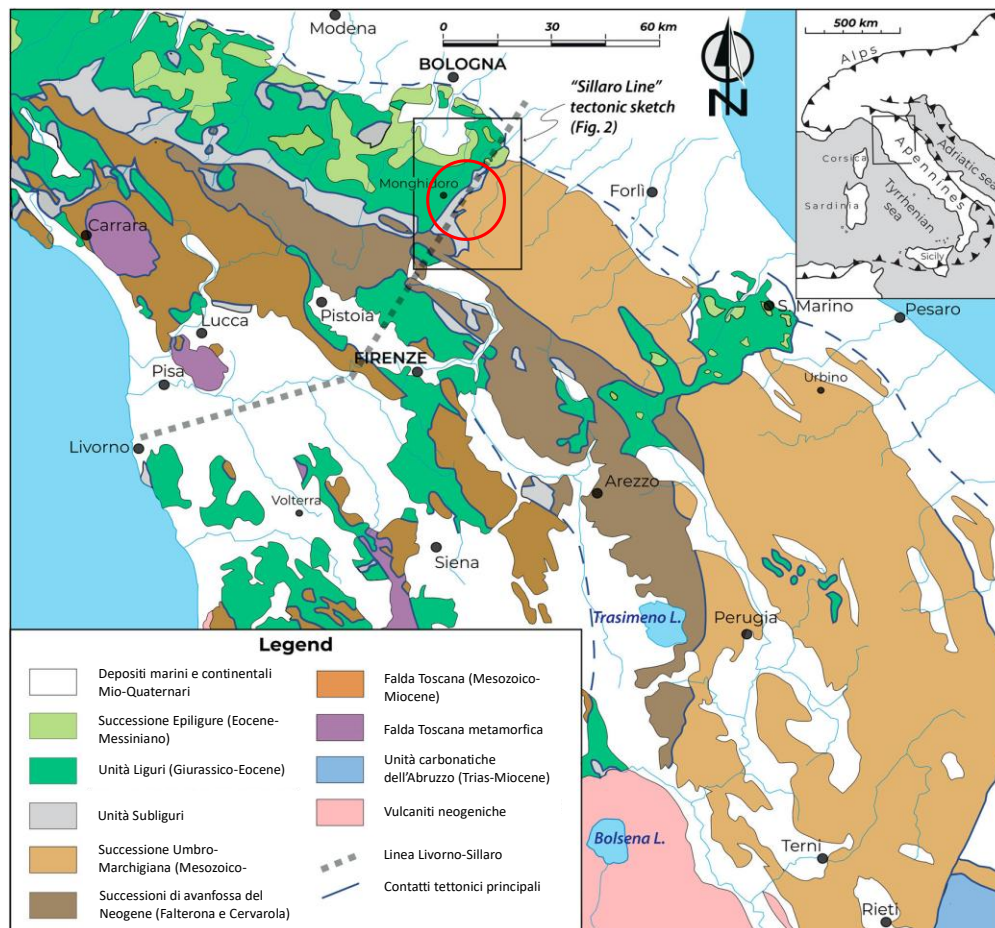 Modena
0 30 60 km
BOLOGNA
N
"Sillaro Line"
tectonic sketch
(Fig. 2)
500 km
Alps
Corsica
Apennines
Adriatic sea
Sardinia
Tyrrhenian
sea
Sicily
Monghidoro
Forlì
Carrara
S. Marino
Pesaro
Pistoia
Lucca
FIRENZE
Urbino
Pisa
Livorno
Arezzo
Volterra
Siena
Trasimeno L.
Perugia
Bolsena L.
Terni
Rieti
Legend
Depositi marini e continentali
Mio-Quaternari
Successione Epiligure (Eocene-
Messiniano)
Unità Liguri (Giurassico-Eocene)
Unità Subliguri
Successione Umbro-
Marchigiana (Mesozoico-
Successioni di avanfossa del
Neogene (Falterona e Cervarola)
Falda Toscana (Mesozoico-
Miocene)
Falda Toscana metamorfica
Unità carbonatiche
dell'Abruzzo (Trias-Miocene)
Vulcaniti neogeniche
Linea Livorno-Sillaro
Contatti tettonici principali